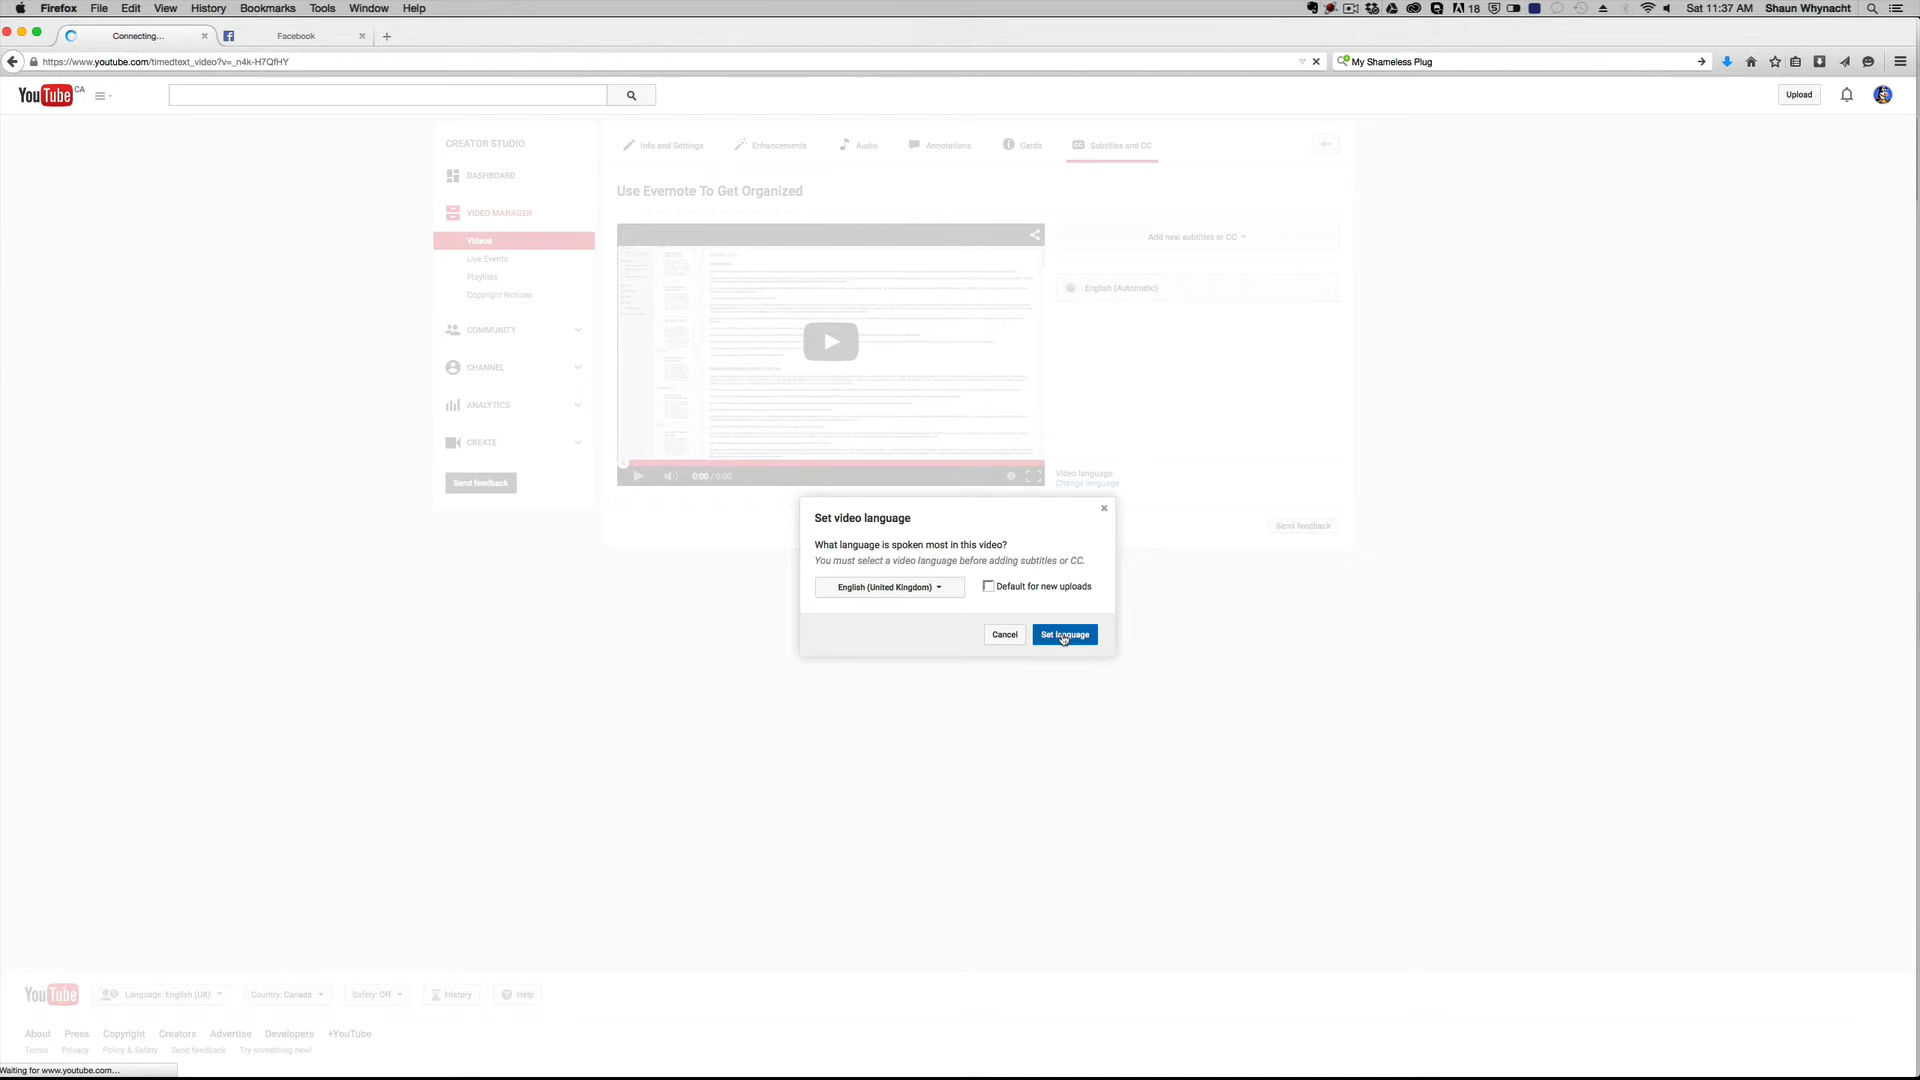 Firefox File Edit View History Bookmarks Tools Window Help 18 5 Sat 11:37 AM Shaun Whynacht
Connecting... Facebook
https://www.youtube.com/timedtext_video?v=_n4k-H7QfHY My Shameless Plug
YouTube CA Upload
CREATOR STUDIO Info and Settings Enhancements Audio Annotations Cards CC Subtitles and CC
DASHBOARD
Use Evernote To Get Organized
VIDEO MANAGER
Videos Add new subtitles or CC
Live Events
Playlists
English (Automatic)
Copyright Notices
COMMUNITY
CHANNEL
ANALYTICS
CREATE
Video language:
0:00 / 0:00
Send feedback Change language
Set video language
Send feedback
What language is spoken most in this video?
You must select a video language before adding subtitles or CC.
English (United Kingdom) Default for new uploads
Cancel Set language
YouTube Language: English (UK) Country: Canada Safety: Off History Help
About Press Copyright Creators Advertise Developers +YouTube
Terms Privacy Policy & Safety Send feedback Try something new!
Waiting for www.youtube.com...